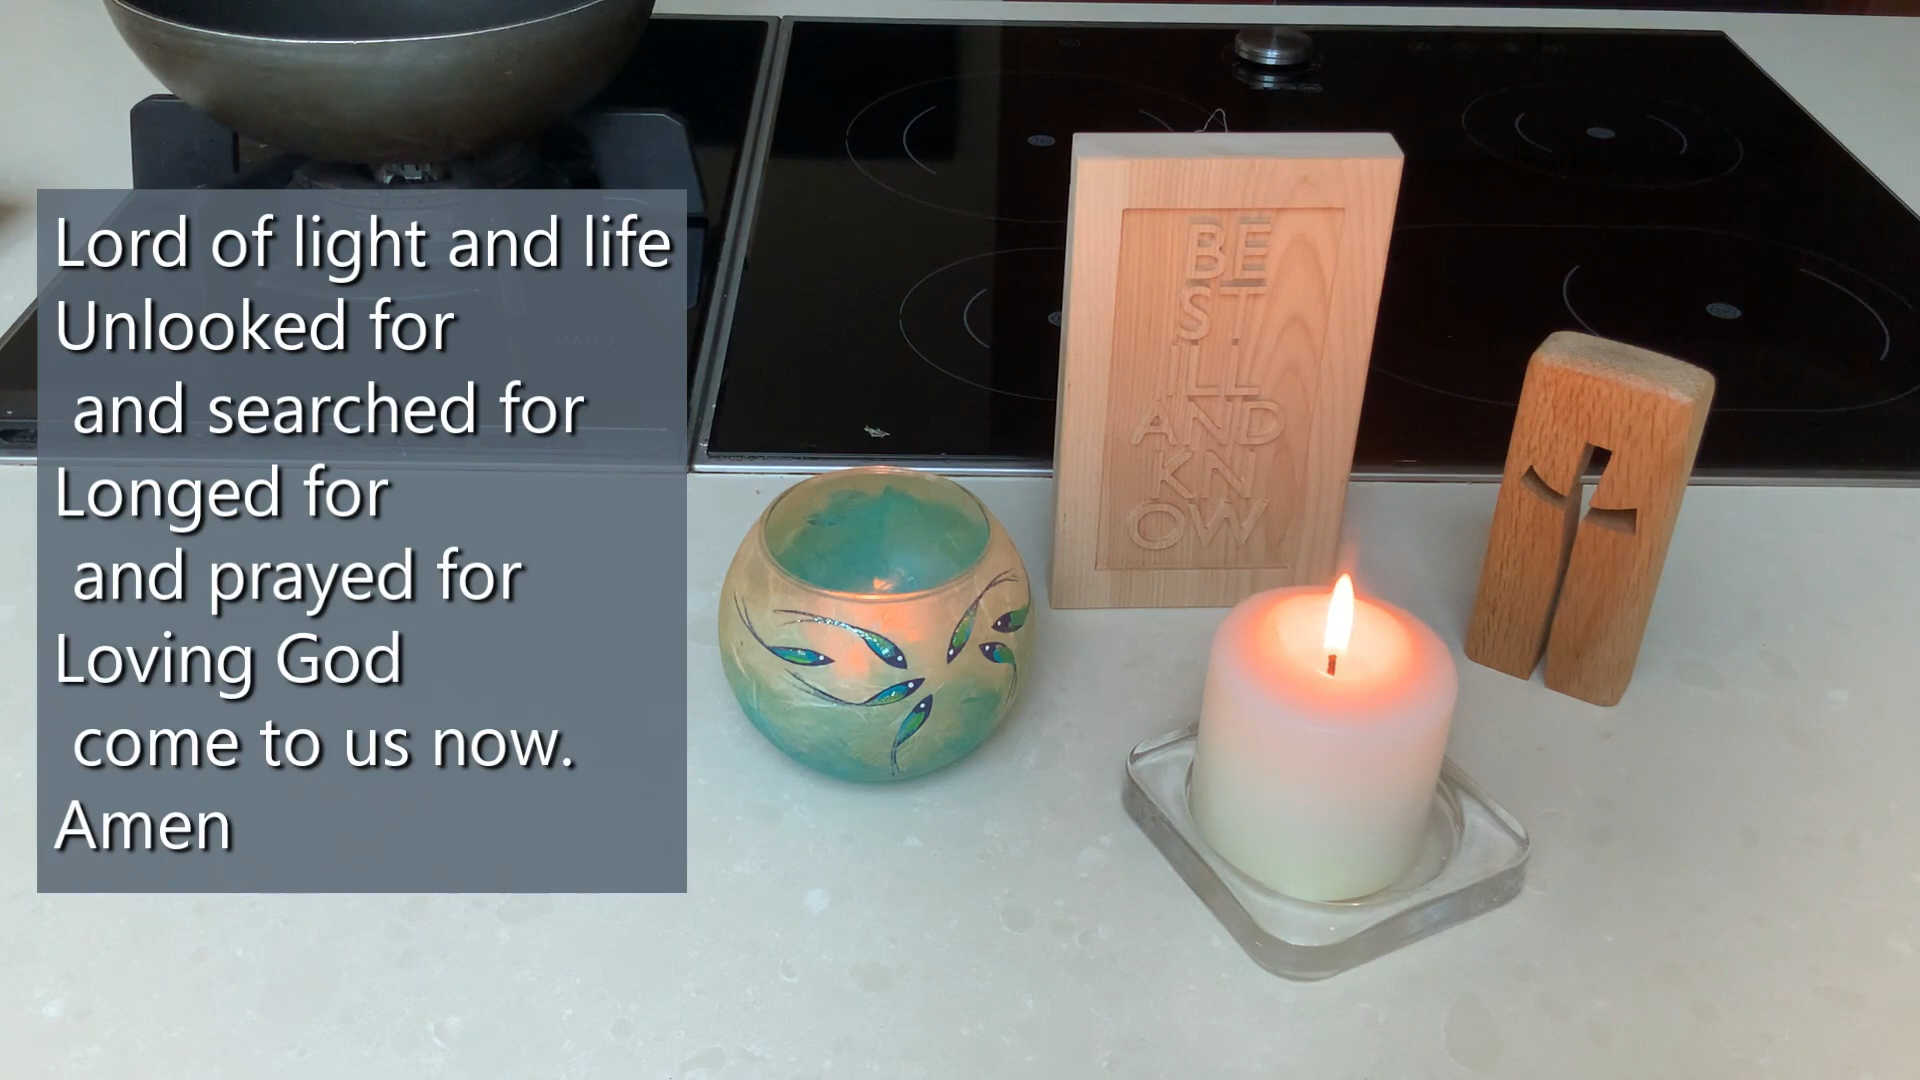 Lord of light and life
Unlooked for
and searched for
Longed for
and prayed for
Loving God
come to us now.
Amen
BE
ST
ILL
AND
KN
OW